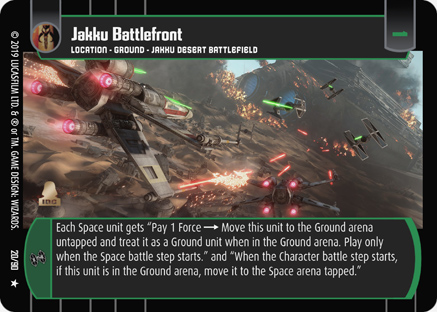 Jakku Battlefront
LOCATION - GROUND - JAKKU DESERT BATTLEFIELD
Each Space unit gets “Pay 1 Force → Move this unit to the Ground arena
untapped and treat it as a Ground unit when in the Ground arena. Play only
when the Space battle step starts.” and “When the Character battle step starts,
if this unit is in the Ground arena, move it to the Space arena tapped.”
© 2019 LUCASFILM LTD. & ® or TM. GAME DESIGN: WIZARDS.
20/90